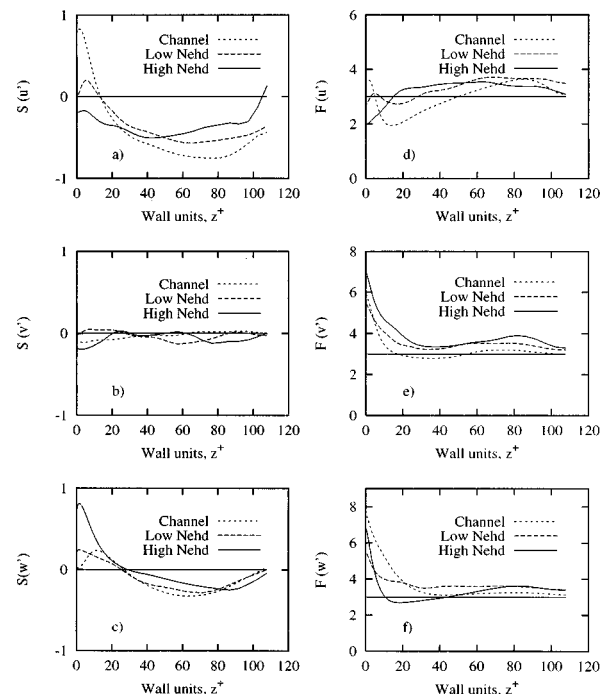 1
0
-1
S (u')
Channel
Low Nehd
High Nehd
a)
0 20 40 60 80 100 120
Wall units, z+
6
4
2
0
F (u')
Channel
Low Nehd
High Nehd
d)
0 20 40 60 80 100 120
Wall units, z+
1
0
-1
S (v')
Channel
Low Nehd
High Nehd
b)
0 20 40 60 80 100 120
Wall units, z+
8
6
4
2
0
F (v')
Channel
Low Nehd
High Nehd
e)
0 20 40 60 80 100 120
Wall units, z+
1
0
-1
S(w')
Channel
Low Nehd
High Nehd
c)
0 20 40 60 80 100 120
Wall units, z+
8
6
4
2
0
F (w')
Channel
Low Nehd
High Nehd
f)
0 20 40 60 80 100 120
Wall units, z+